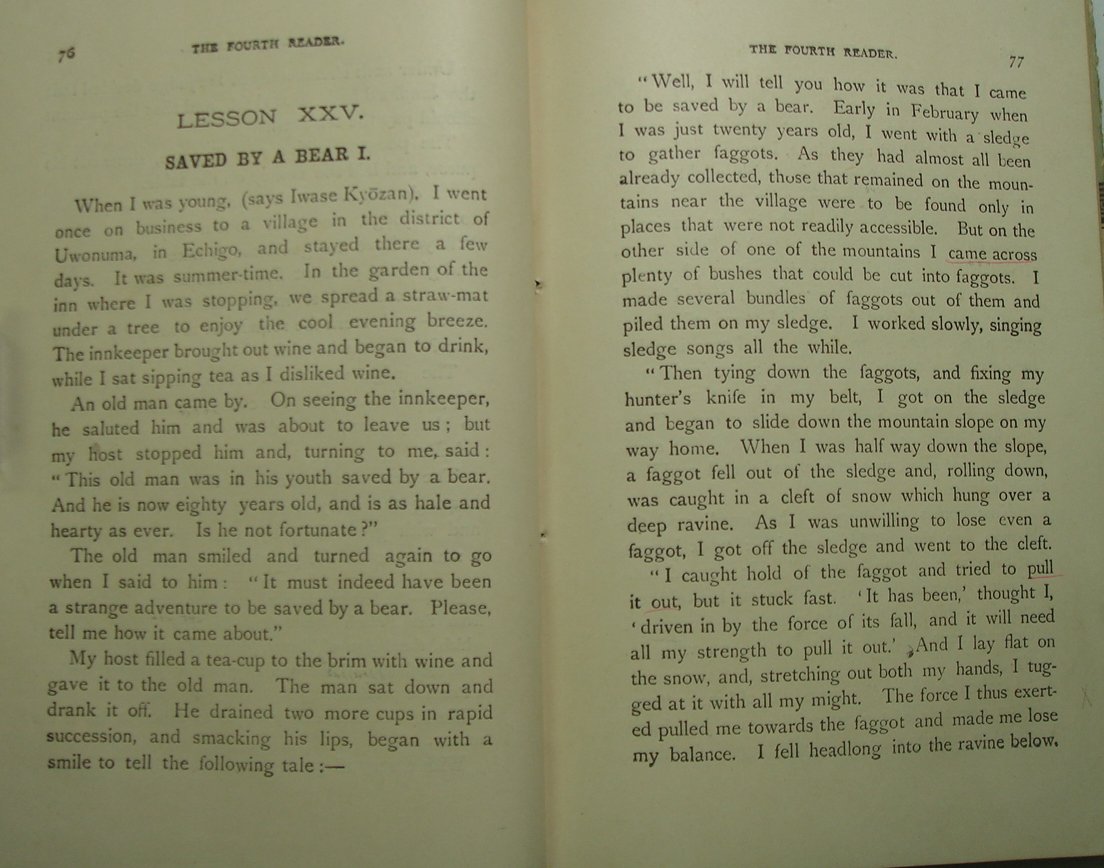 76
THE FOURTH READER.
LESSON XXV.
SAVED BY A BEAR I.
When I was young, (says Iwase Kyōzan), I went
once on business to a village in the district of
Uwonuma, in Echigo, and stayed there a few
days. It was summer-time. In the garden of the
inn where I was stopping, we spread a straw-mat
under a tree to enjoy the cool evening breeze.
The innkeeper brought out wine and began to drink,
while I sat sipping tea as I disliked wine.
An old man came by. On seeing the innkeeper,
he saluted him and was about to leave us; but
my host stopped him and, turning to me, said:
"This old man was in his youth saved by a bear.
And he is now eighty years old, and is as hale and
hearty as ever. Is he not fortunate?"
The old man smiled and turned again to go
when I said to him: "It must indeed have been
a strange adventure to be saved by a bear. Please,
tell me how it came about."
My host filled a tea-cup to the brim with wine and
gave it to the old man. The man sat down and
drank it off. He drained two more cups in rapid
succession, and smacking his lips, began with a
smile to tell the following tale:—
THE FOURTH READER.
77
"Well, I will tell you how it was that I came
to be saved by a bear. Early in February when
I was just twenty years old, I went with a sledge
to gather faggots. As they had almost all been
already collected, those that remained on the moun-
tains near the village were to be found only in
places that were not readily accessible. But on the
other side of one of the mountains I came across
plenty of bushes that could be cut into faggots. I
made several bundles of faggots out of them and
piled them on my sledge. I worked slowly, singing
sledge songs all the while.
"Then tying down the faggots, and fixing my
hunter's knife in my belt, I got on the sledge
and began to slide down the mountain slope on my
way home. When I was half way down the slope,
a faggot fell out of the sledge and, rolling down,
was caught in a cleft of snow which hung over a
deep ravine. As I was unwilling to lose even a
faggot, I got off the sledge and went to the cleft.
"I caught hold of the faggot and tried to pull
it out, but it stuck fast. 'It has been,' thought I,
'driven in by the force of its fall, and it will need
all my strength to pull it out.' And I lay flat on
the snow, and, stretching out both my hands, I tug-
ged at it with all my might. The force I thus exert-
ed pulled me towards the faggot and made me lose
my balance. I fell headlong into the ravine below.